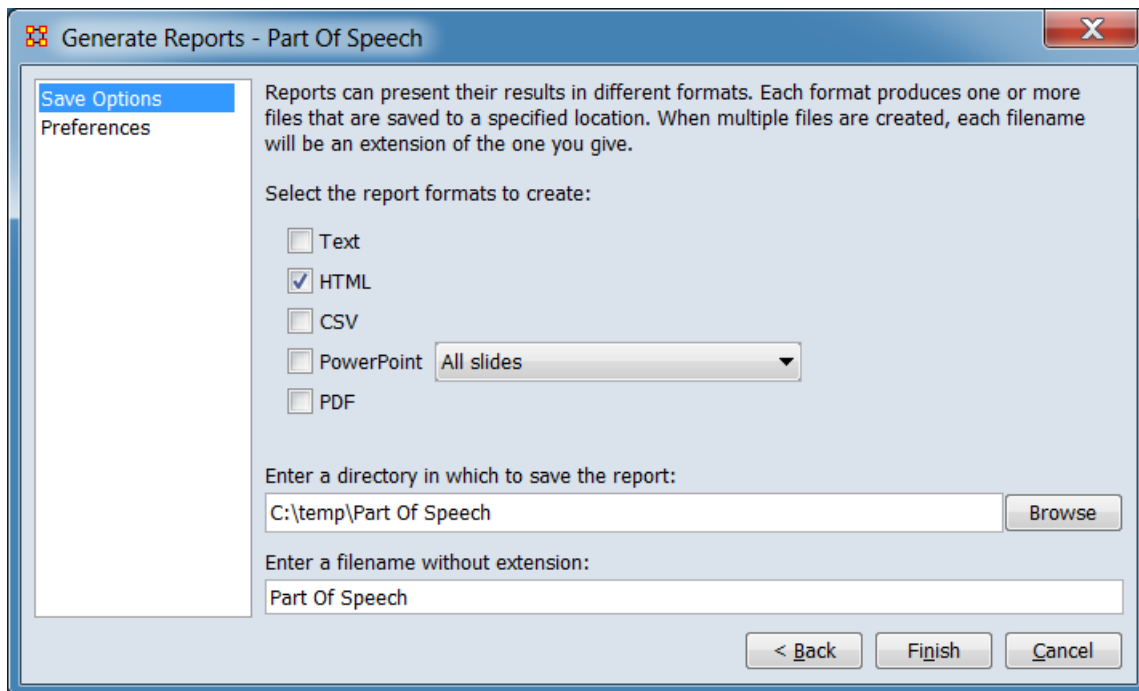 Generate Reports - Part Of Speech
Save Options
Preferences
Reports can present their results in different formats. Each format produces one or more
files that are saved to a specified location. When multiple files are created, each filename
will be an extension of the one you give.
Select the report formats to create:
Text
HTML
CSV
PowerPoint All slides
PDF
Enter a directory in which to save the report:
C:\temp\Part Of Speech Browse
Enter a filename without extension:
Part Of Speech
< Back Finish Cancel